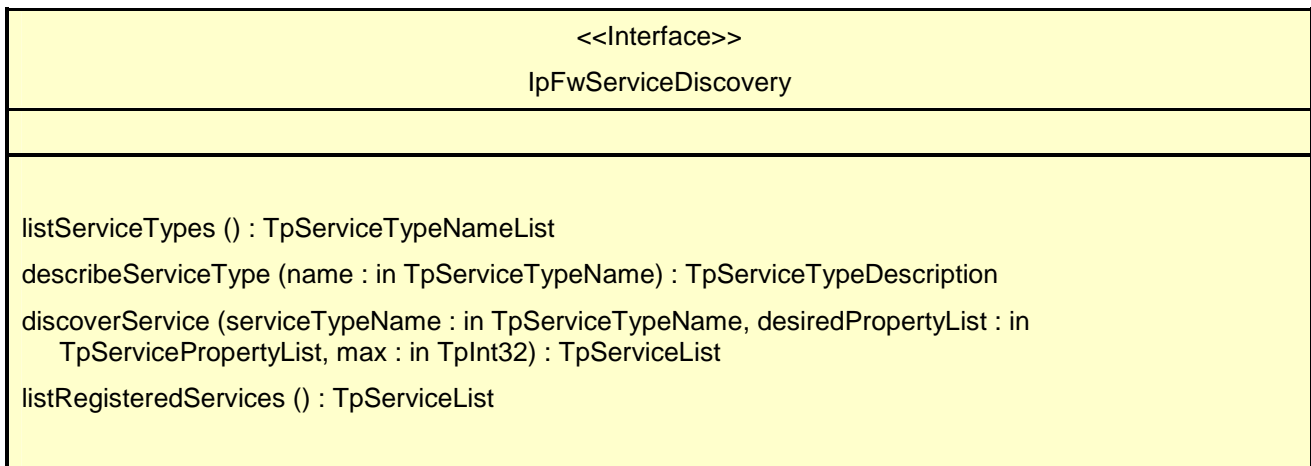 <<Interface>>
IpFwServiceDiscovery
listServiceTypes () : TpServiceTypeNameList
describeServiceType (name : in TpServiceTypeName) : TpServiceTypeDescription
discoverService (serviceTypeName : in TpServiceTypeName, desiredPropertyList : in
TpServicePropertyList, max : in TpInt32) : TpServiceList
listRegisteredServices () : TpServiceList